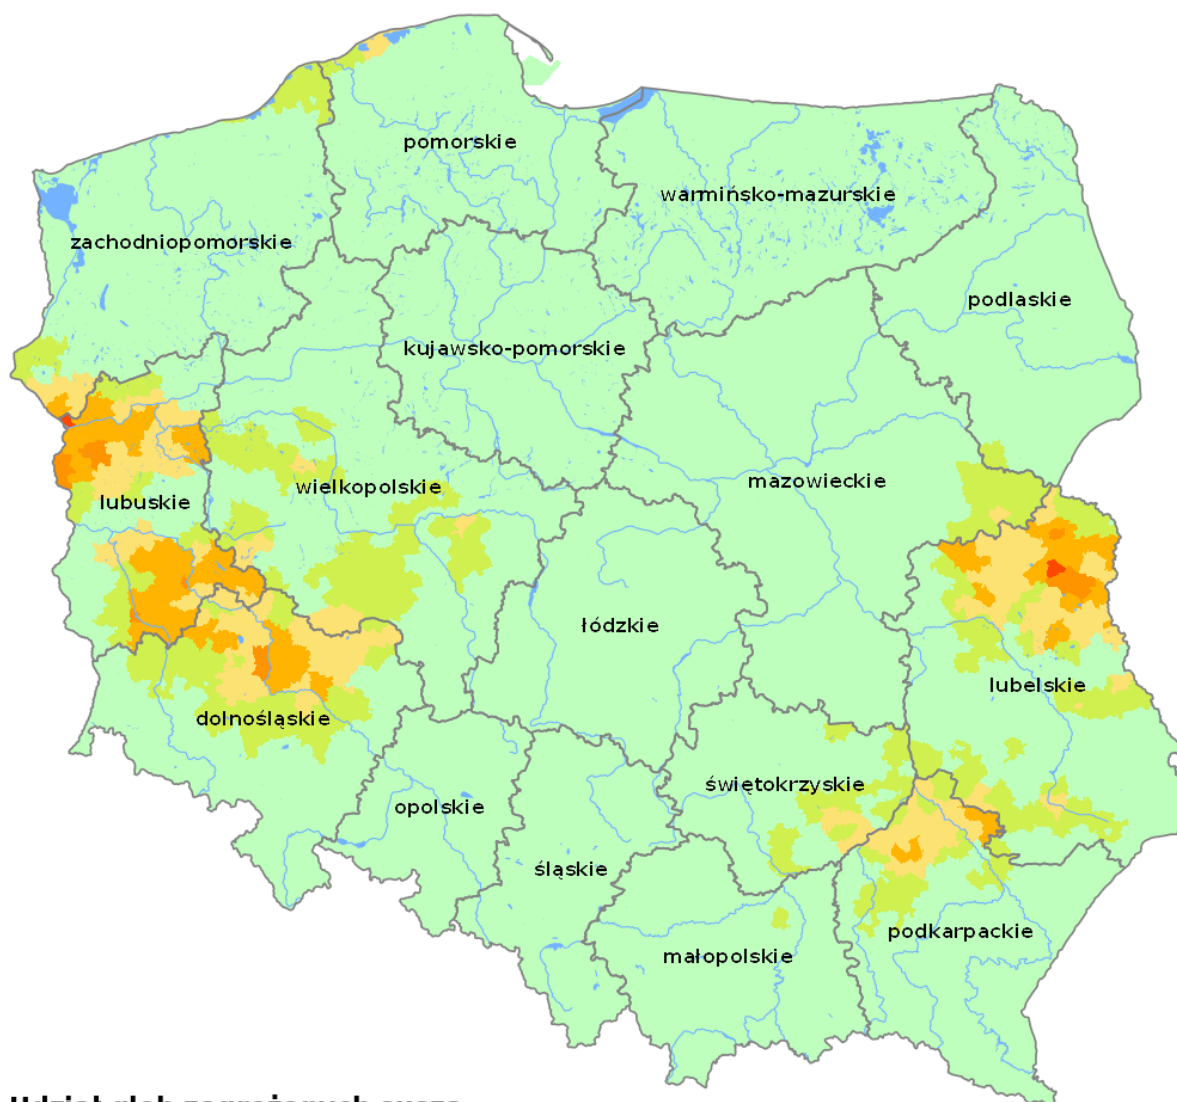 pomorskie
warmińsko-mazurskie
zachodniopomorskie
podlaskie
kujawsko-pomorskie
mazowieckie
wielkopolskie
lubuskie
łódzkie
lubelskie
dolnośląskie
świętokrzyskie
opolskie
śląskie
podkarpackie
małopolskie